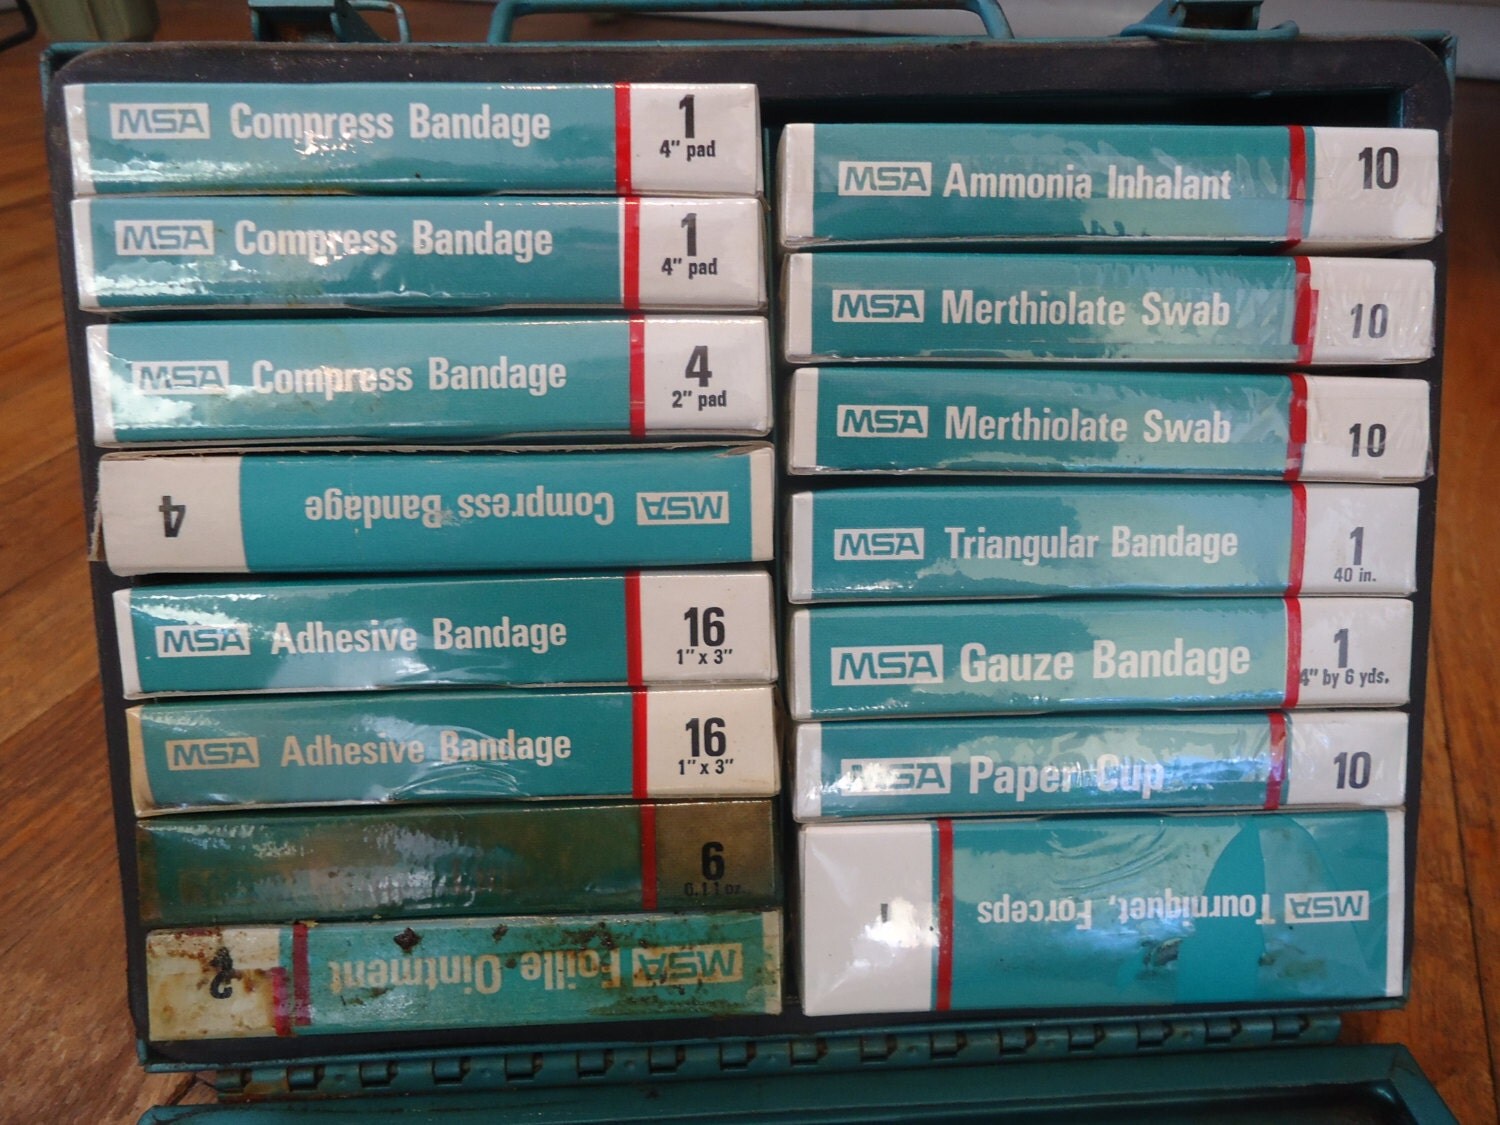 MSA Compress Bandage 1
4" pad
MSA Compress Bandage 1
4" pad
MSA Compress Bandage 4
2" pad
MSA Compress Bandage 4
MSA Adhesive Bandage 16
1" x 3"
MSA Adhesive Bandage 16
1" x 3"
6
0.11 oz.
MSA Foille Ointment 2
MSA Ammonia Inhalant 10
MSA Merthiolate Swab 10
MSA Merthiolate Swab 10
MSA Triangular Bandage 1
40 in.
MSA Gauze Bandage 1
4" by 6 yds.
MSA Paper Cup 10
MSA Tourniquet, Forceps 1